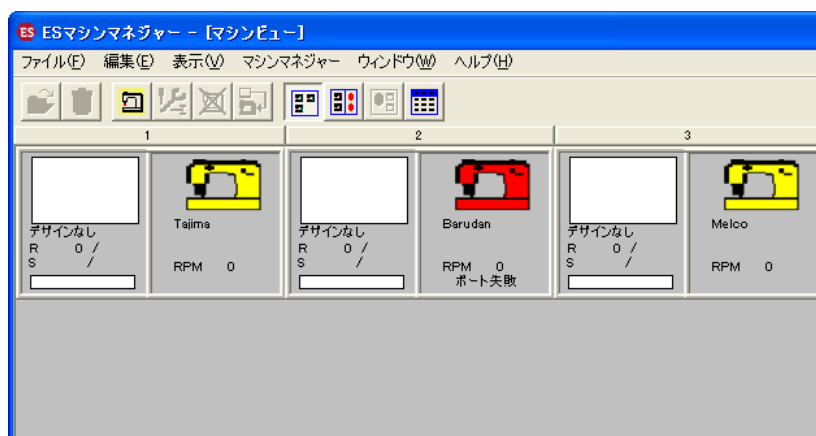 ES ESマシンマネジャー - [マシンビュー]
ファイル(F) 編集(E) 表示(V) マシンマネジャー ウィンドウ(W) ヘルプ(H)
1 2 3
デザインなし
R 0 /
S /
Tajima
RPM 0
デザインなし
R 0 /
S /
Barudan
RPM 0
ポート失敗
デザインなし
R 0 /
S /
Melco
RPM 0